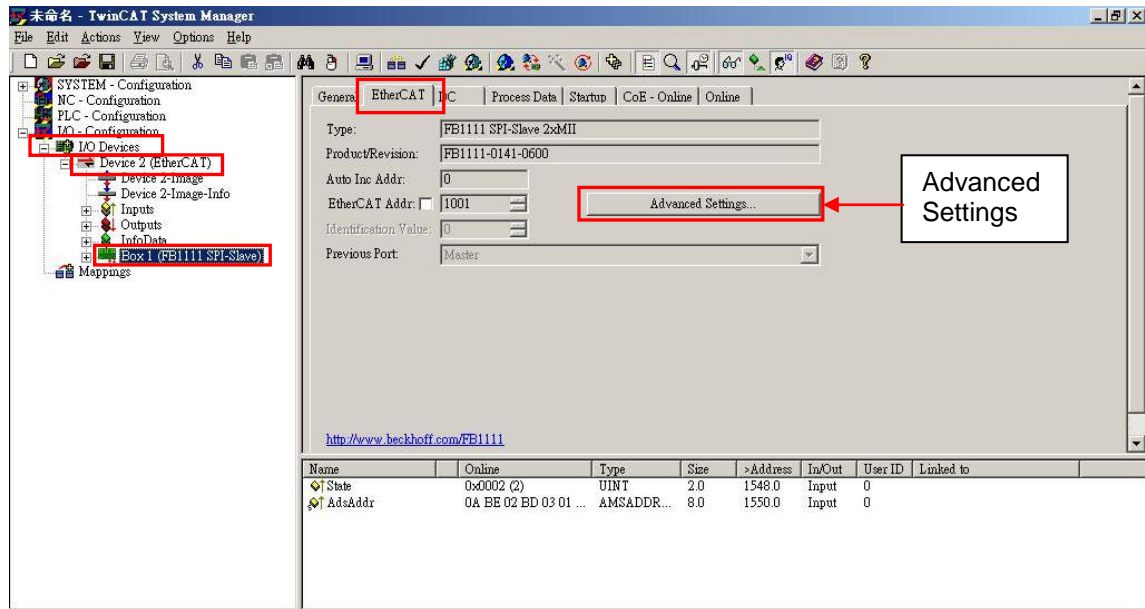 未命名 - TwinCAT System Manager
File Edit Actions View Options Help
SYSTEM - Configuration
NC - Configuration
PLC - Configuration
I/O - Configuration
I/O Devices
Device 2 (EtherCAT)
Device 2-Image
Device 2-Image-Info
Inputs
Outputs
InfoData
Box 1 (FB1111 SPI-Slave)
Mappings
General EtherCAT DC Process Data Startup CoE - Online Online
Type: FB1111 SPI-Slave 2xMII
Product/Revision: FB1111-0141-0600
Auto Inc Addr: 0
EtherCAT Addr: 1001 Advanced Settings...
Identification Value: 0
Previous Port: Master
Advanced
Settings
http://www.beckhoff.com/FB1111
Name Online Type Size >Address In/Out User ID Linked to
State 0x0002 (2) UINT 2.0 1548.0 Input 0
AdsAddr 0A BE 02 BD 03 01 ... AMSADDR... 8.0 1550.0 Input 0